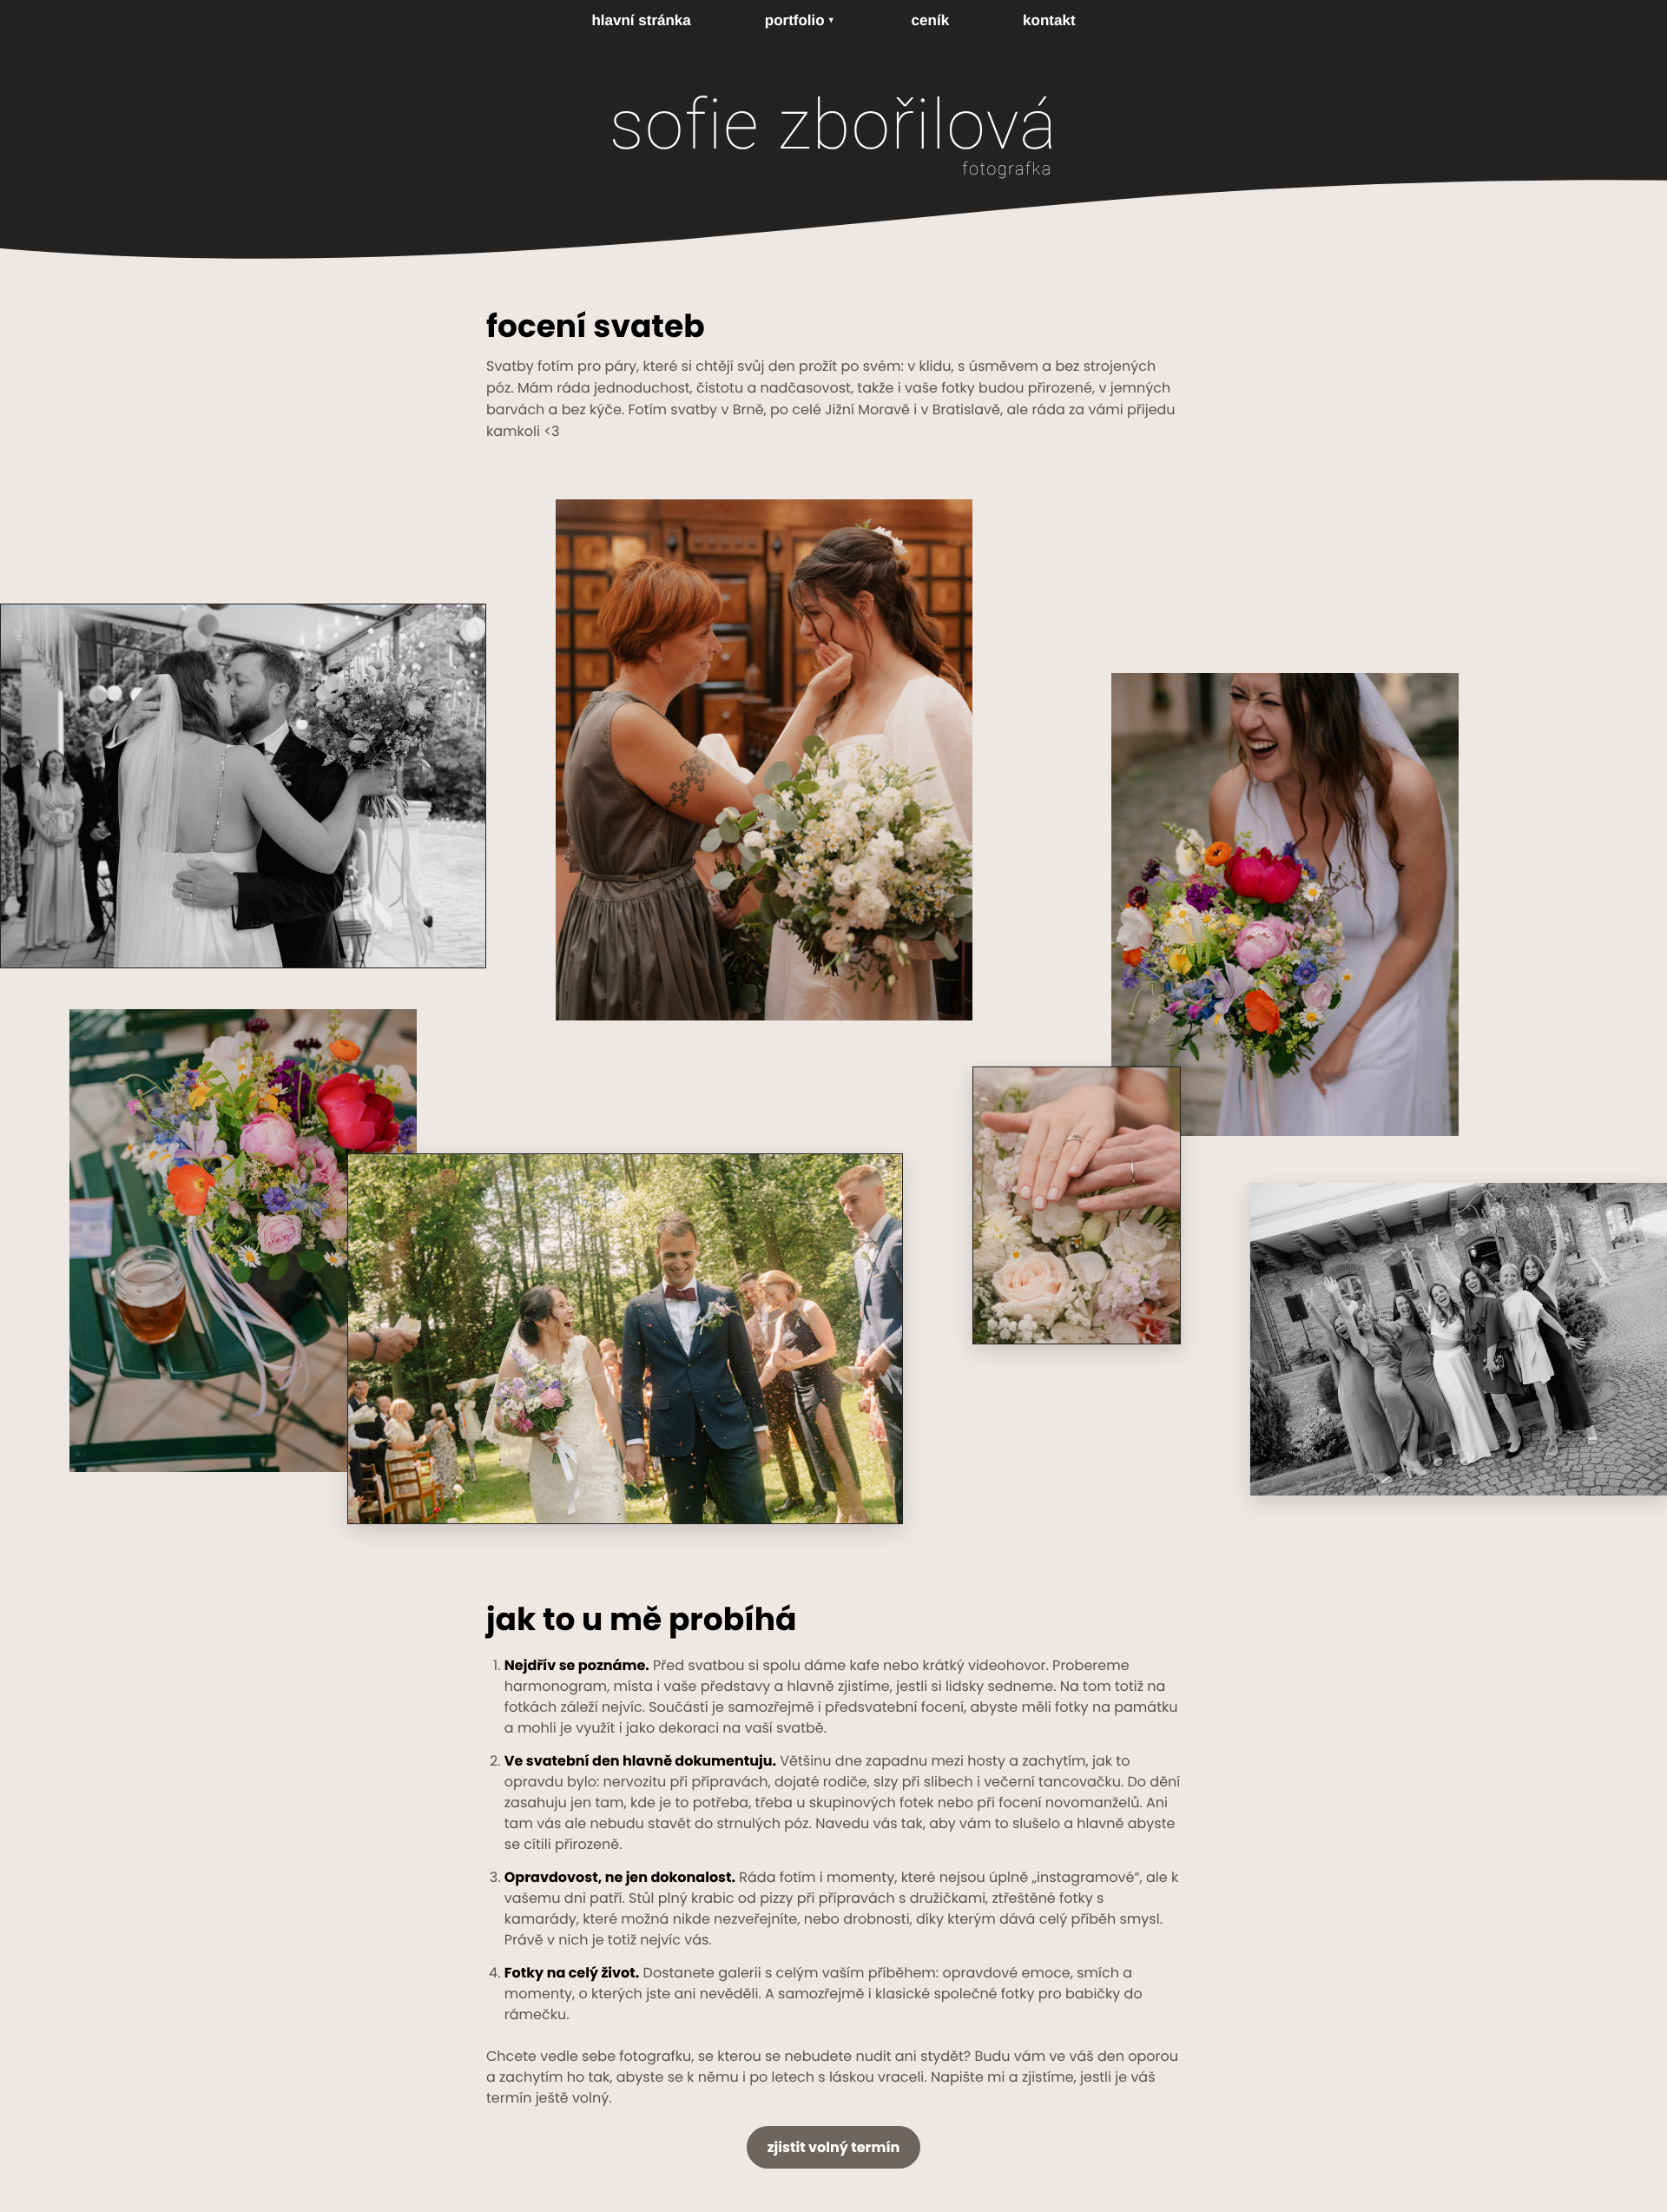 hlavní stránka portfolio ▾ ceník kontakt
sofie zbořilová
fotografka
focení svateb
Svatby fotím pro páry, které si chtějí svůj den prožít po svém: v klidu, s úsměvem a bez strojených
póz. Mám ráda jednoduchost, čistotu a nadčasovost, takže i vaše fotky budou přirozené, v jemných
barvách a bez kýče. Fotím svatby v Brně, po celé Jižní Moravě i v Bratislavě, ale ráda za vámi přijedu
kamkoli <3
jak to u mě probíhá
1. Nejdřív se poznáme. Před svatbou si spolu dáme kafe nebo krátký videohovor. Probereme
harmonogram, místa i vaše představy a hlavně zjistíme, jestli si lidsky sedneme. Na tom totiž na
fotkách záleží nejvíc. Součástí je samozřejmě i předsvatební focení, abyste měli fotky na památku
a mohli je využít i jako dekoraci na vaší svatbě.
2. Ve svatební den hlavně dokumentuju. Většinu dne zapadnu mezi hosty a zachytím, jak to
opravdu bylo: nervozitu při přípravách, dojaté rodiče, slzy při slibech i večerní tancovačku. Do dění
zasahuju jen tam, kde je to potřeba, třeba u skupinových fotek nebo při focení novomanželů. Ani
tam vás ale nebudu stavět do strnulých póz. Navedu vás tak, aby vám to slušelo a hlavně abyste
se cítili přirozeně.
3. Opravdovost, ne jen dokonalost. Ráda fotím i momenty, které nejsou úplně „instagramové“, ale k
vašemu dni patří. Stůl plný krabic od pizzy při přípravách s družičkami, ztřeštěné fotky s
kamarády, které možná nikde nezveřejníte, nebo drobnosti, díky kterým dává celý příběh smysl.
Právě v nich je totiž nejvíc vás.
4. Fotky na celý život. Dostanete galerii s celým vaším příběhem: opravdové emoce, smích a
momenty, o kterých jste ani nevěděli. A samozřejmě i klasické společné fotky pro babičky do
rámečku.
Chcete vedle sebe fotografku, se kterou se nebudete nudit ani stydět? Budu vám ve váš den oporou
a zachytím ho tak, abyste se k němu i po letech s láskou vraceli. Napište mi a zjistíme, jestli je váš
termín ještě volný.
zjistit volný termín